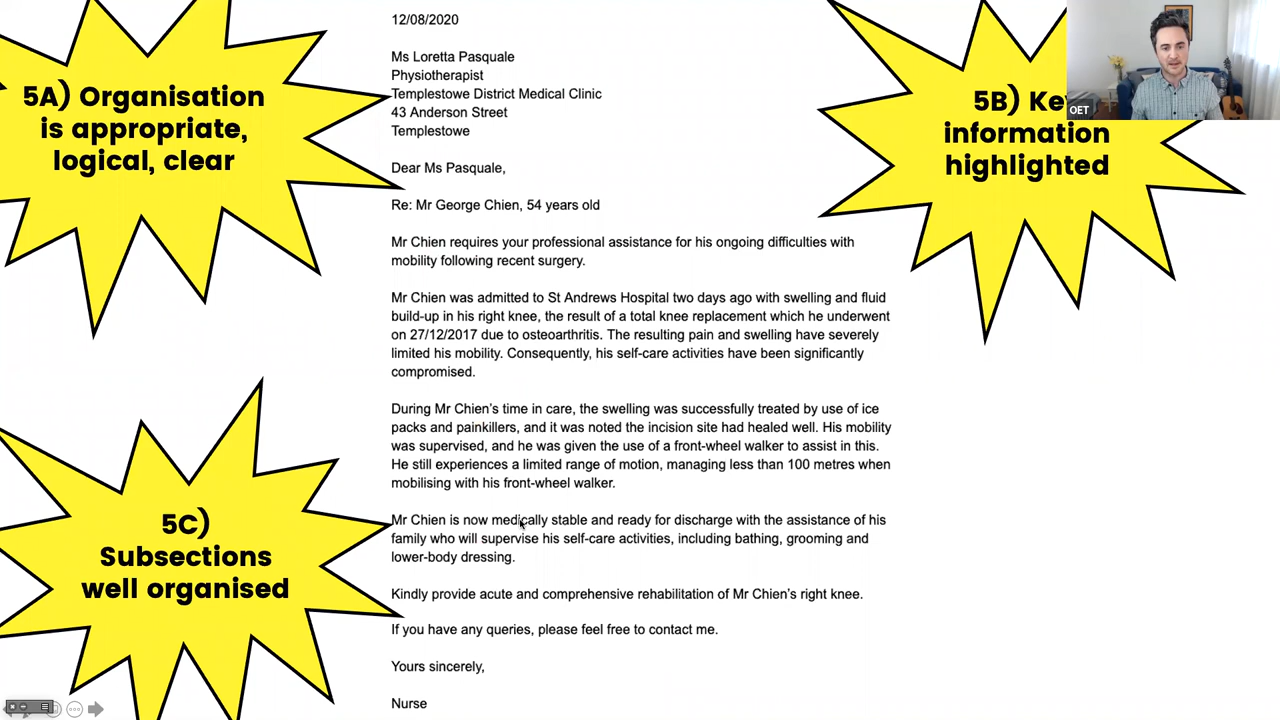 5A) Organisation
is appropriate,
logical, clear
12/08/2020
Ms Loretta Pasquale
Physiotherapist
Templestowe District Medical Clinic
43 Anderson Street
Templestowe
Dear Ms Pasquale,
Re: Mr George Chien, 54 years old
Mr Chien requires your professional assistance for his ongoing difficulties with
mobility following recent surgery.
Mr Chien was admitted to St Andrews Hospital two days ago with swelling and fluid
build-up in his right knee, the result of a total knee replacement which he underwent
on 27/12/2017 due to osteoarthritis. The resulting pain and swelling have severely
limited his mobility. Consequently, his self-care activities have been significantly
compromised.
During Mr Chien's time in care, the swelling was successfully treated by use of ice
packs and painkillers, and it was noted the incision site had healed well. His mobility
was supervised, and he was given the use of a front-wheel walker to assist in this.
He still experiences a limited range of motion, managing less than 100 metres when
mobilising with his front-wheel walker.
Mr Chien is now medically stable and ready for discharge with the assistance of his
family who will supervise his self-care activities, including bathing, grooming and
lower-body dressing.
Kindly provide acute and comprehensive rehabilitation of Mr Chien's right knee.
If you have any queries, please feel free to contact me.
Yours sincerely,
Nurse
5B)
information
highlighted
OET
5C)
Subsections
well organised